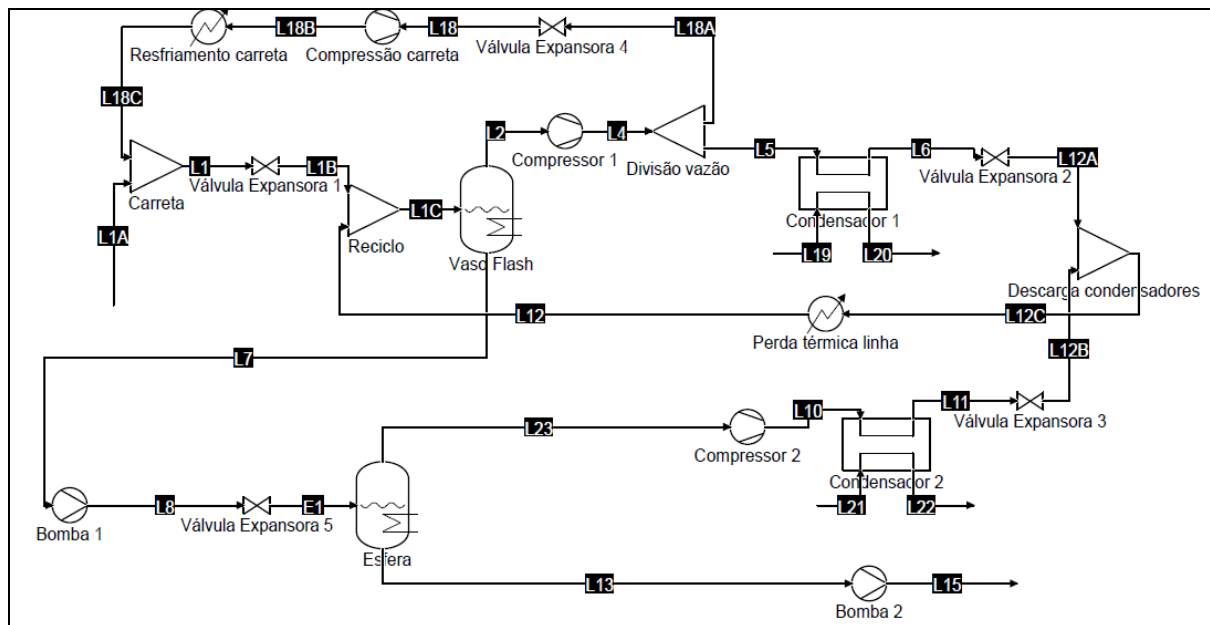 L18B
L18
L18A
Resfriamento carreta
Compressão carreta
Válvula Expansora 4
L18C
L2
L4
Compressor 1
Divisão vazão
L5
L6
L12A
Válvula Expansora 2
L1
L1B
Válvula Expansora 1
Carreta
L1C
Reciclo
Condensador 1
L1A
Vaso Flash
L19
L20
Descarga condensadores
L12
L12C
Perda térmica linha
L12B
L7
L10
L11
L23
Válvula Expansora 3
Compressor 2
Condensador 2
L8
E1
L21
L22
Bomba 1
Válvula Expansora 5
Esfera
L13
L15
Bomba 2